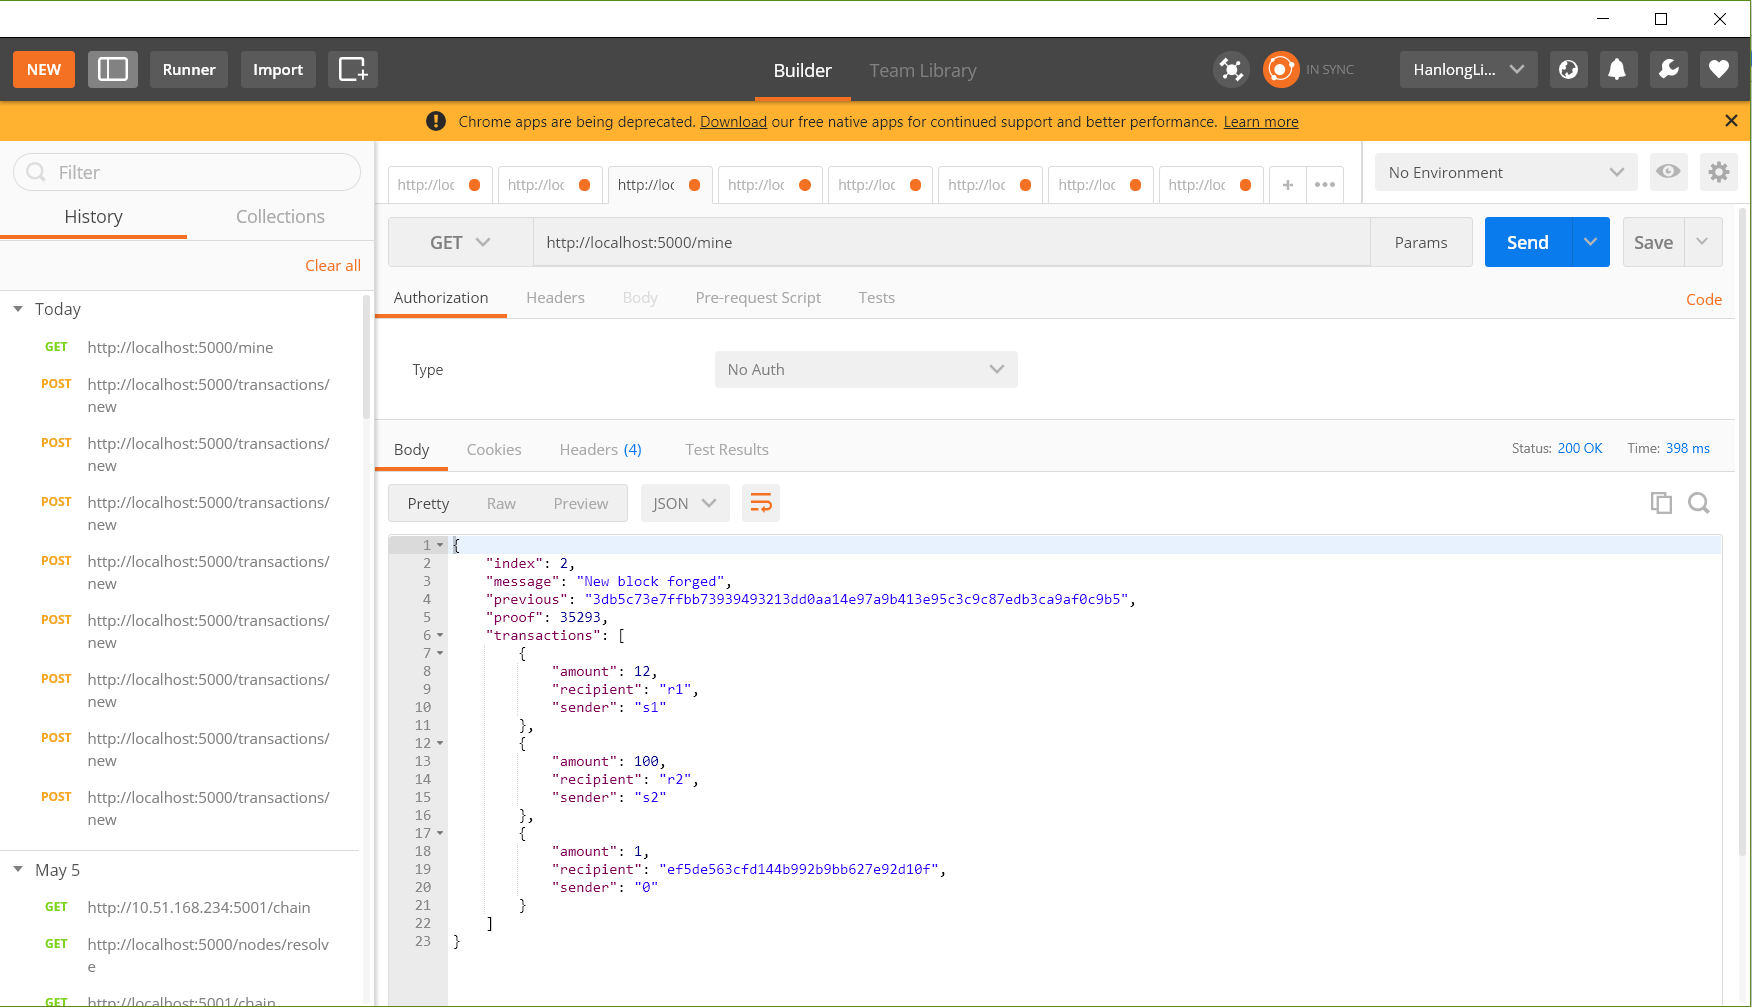 NEW
Runner
Import
Builder
Team Library
IN SYNC
HanlongLi...
Chrome apps are being deprecated. Download our free native apps for continued support and better performance. Learn more
Filter
History
Collections
Clear all
Today
GET http://localhost:5000/mine
POST http://localhost:5000/transactions/
new
POST http://localhost:5000/transactions/
new
POST http://localhost:5000/transactions/
new
POST http://localhost:5000/transactions/
new
POST http://localhost:5000/transactions/
new
POST http://localhost:5000/transactions/
new
POST http://localhost:5000/transactions/
new
POST http://localhost:5000/transactions/
new
May 5
GET http://10.51.168.234:5001/chain
GET http://localhost:5000/nodes/resolv
e
GET http://localhost:5001/chain
http://loc
http://loc
http://loc
http://loc
http://loc
http://loc
http://loc
http://loc
No Environment
GET
http://localhost:5000/mine
Params
Send
Save
Authorization
Headers
Body
Pre-request Script
Tests
Code
Type
No Auth
Body
Cookies
Headers (4)
Test Results
Status: 200 OK
Time: 398 ms
Pretty
Raw
Preview
JSON
1 {
2 "index": 2,
3 "message": "New block forged",
4 "previous": "3db5c73e7ffbb73939493213dd0aa14e97a9b413e95c3c9c87edb3ca9af0c9b5",
5 "proof": 35293,
6 "transactions": [
7 {
8 "amount": 12,
9 "recipient": "r1",
10 "sender": "s1"
11 },
12 {
13 "amount": 100,
14 "recipient": "r2",
15 "sender": "s2"
16 },
17 {
18 "amount": 1,
19 "recipient": "ef5de563cfd144b992b9bb627e92d10f",
20 "sender": "0"
21 }
22 ]
23 }